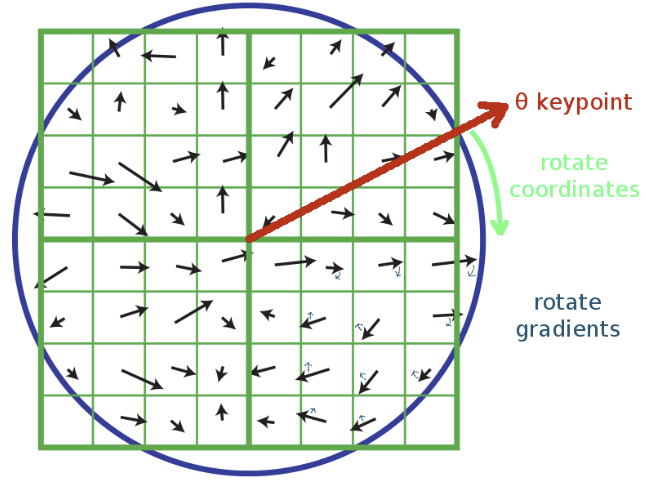 θ keypoint
rotate
coordinates
rotate
gradients